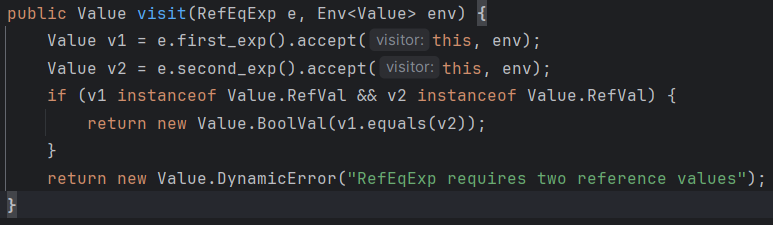 public Value visit(RefEqExp e, Env<Value> env) {
    Value v1 = e.first_exp().accept( visitor: this, env);
    Value v2 = e.second_exp().accept( visitor: this, env);
    if (v1 instanceof Value.RefVal && v2 instanceof Value.RefVal) {
        return new Value.BoolVal(v1.equals(v2));
    }
    return new Value.DynamicError("RefEqExp requires two reference values");
}